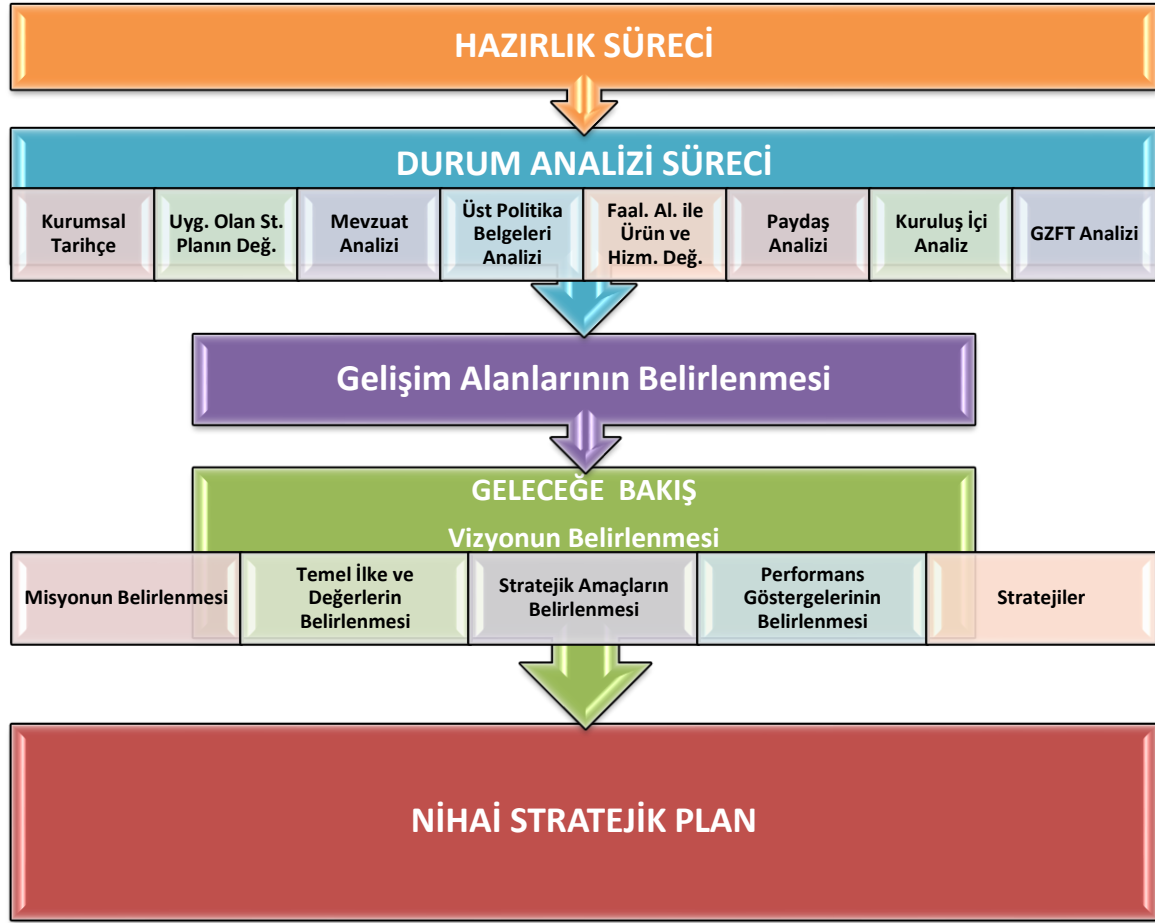 HAZIRLIK SÜRECİ
DURUM ANALİZİ SÜRECİ
Kurumsal
Tarihçe
Uyg. Olan St.
Planın Değ.
Mevzuat
Analizi
Üst Politika
Belgeleri
Analizi
Faal. Al. ile
Ürün ve
Hizm. Değ.
Paydaş
Analizi
Kuruluş İçi
Analiz
GZFT Analizi
Gelişim Alanlarının Belirlenmesi
GELECEĞE BAKIŞ
Vizyonun Belirlenmesi
Misyonun Belirlenmesi
Temel İlke ve
Değerlerin
Belirlenmesi
Stratejik Amaçların
Belirlenmesi
Performans
Göstergelerinin
Belirlenmesi
Stratejiler
NİHAİ STRATEJİK PLAN